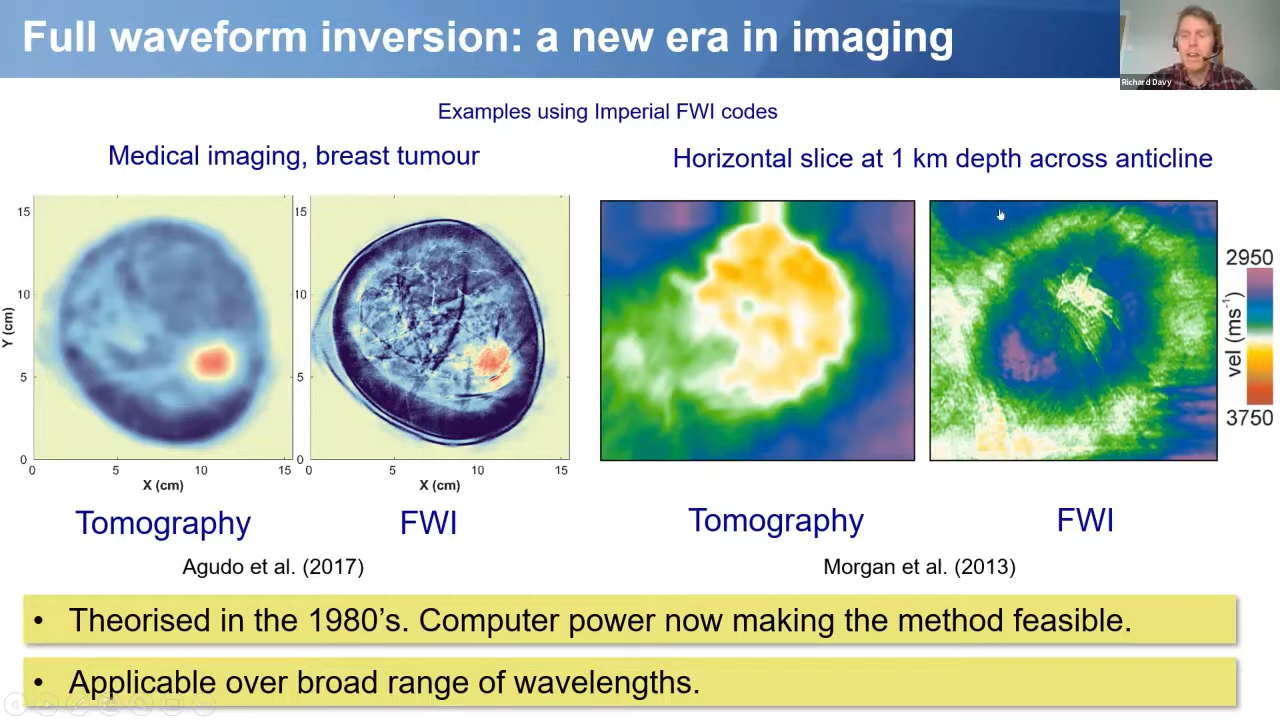 Full waveform inversion: a new era in imaging
Richard Davy
Examples using Imperial FWI codes
Medical imaging, breast tumour
Horizontal slice at 1 km depth across anticline
15
10
5
0
Y (cm)
0 5 10 15
X (cm)
15
10
5
0
0 5 10 15
X (cm)
2950
vel (ms-1)
3750
Tomography
FWI
Tomography
FWI
Agudo et al. (2017)
Morgan et al. (2013)
• Theorised in the 1980’s. Computer power now making the method feasible.
• Applicable over broad range of wavelengths.